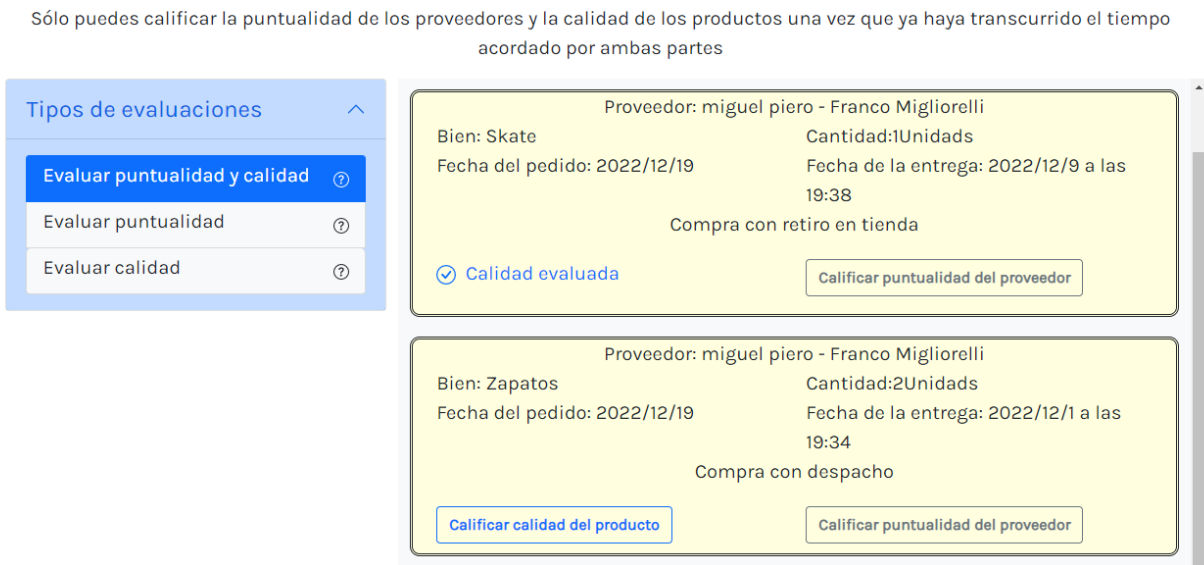 Sólo puedes calificar la puntualidad de los proveedores y la calidad de los productos una vez que ya haya transcurrido el tiempo
acordado por ambas partes
Tipos de evaluaciones
Evaluar puntualidad y calidad
Evaluar puntualidad
Evaluar calidad
Proveedor: miguel piero - Franco Migliorelli
Bien: Skate
Cantidad:1Unidads
Fecha del pedido: 2022/12/19
Fecha de la entrega: 2022/12/9 a las
19:38
Compra con retiro en tienda
Calidad evaluada
Calificar puntualidad del proveedor
Proveedor: miguel piero - Franco Migliorelli
Bien: Zapatos
Cantidad:2Unidads
Fecha del pedido: 2022/12/19
Fecha de la entrega: 2022/12/1 a las
19:34
Compra con despacho
Calificar calidad del producto
Calificar puntualidad del proveedor